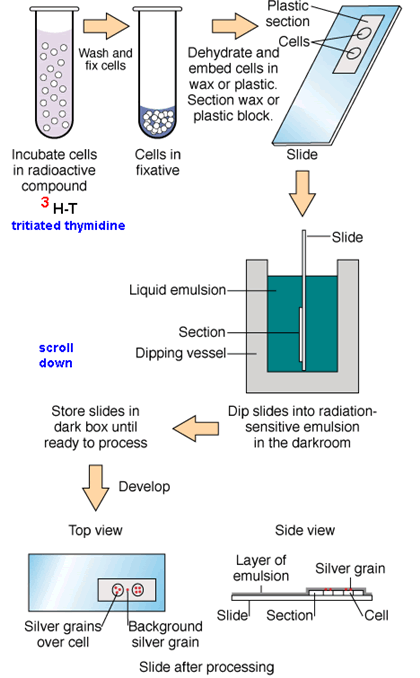 Wash and
fix cells
Dehydrate and
embed cells in
wax or plastic.
Section wax or
plastic block.
Plastic
section
Cells
Incubate cells
in radioactive
compound
3
H-T
tritiated thymidine
Cells in
fixative
Slide
Slide
Liquid emulsion
Section
Dipping vessel
scroll
down
Store slides in
dark box until
ready to process
Dip slides into radiation-
sensitive emulsion
in the darkroom
Develop
Top view
Side view
Layer of
emulsion
Silver grain
Silver grains
over cell
Background
silver grain
Slide
Section
Cell
Slide after processing